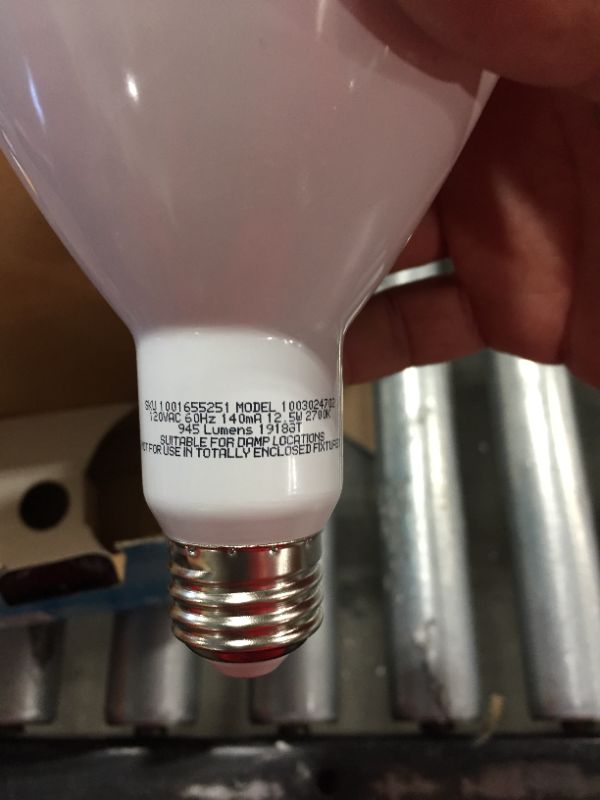 SKU 1001655251 MODEL 1003024702
120VAC 60Hz 140mA 12.5W 2700K
945 Lumens
SUITABLE FOR DAMP LOCATIONS
NOT FOR USE IN TOTALLY ENCLOSED FIXTURES